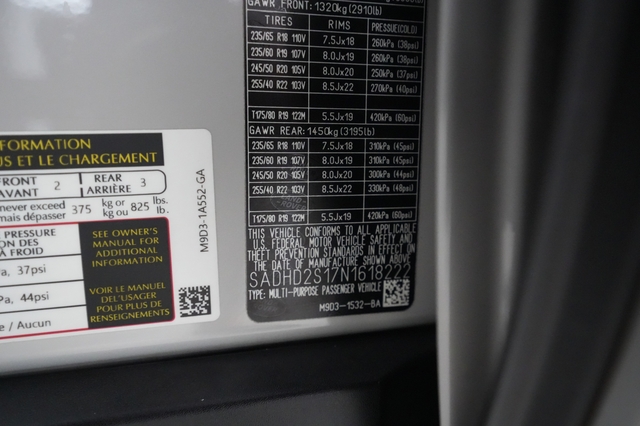 FORMATION
US ET LE CHARGEMENT
FRONT
AVANT 2 REAR
ARRIÈRE 3
never exceed
mais dépasser 375 kg or
kg ou 825 lbs.
lb.
PRESSURE
ION DES
À FROID
a, 37psi
Pa, 44psi
e / Aucun
SEE OWNER'S
MANUAL FOR
ADDITIONAL
INFORMATION
VOIR LE MANUEL
DEL'USAGER
POUR PLUS DE
RENSEIGNEMENTS
M9D3-1A552-GA
GAWR FRONT: 1320kg (2910lb)
TIRES RIMS PRESSUE(COLD)
235/65 R18 110V 7.5Jx18 260kPa (38psi)
235/60 R19 107V 8.0Jx19 260kPa (38psi)
245/50 R20 105V 8.0Jx20 250kPa (37psi)
255/40 R22 103V 8.5Jx22 270kPa (40psi)
T175/80 R19 122M 5.5Jx19 420kPa (60psi)
GAWR REAR: 1450kg (3195lb)
235/65 R18 110V 7.5Jx18 310kPa (45psi)
235/60 R19 107V 8.0Jx19 310kPa (45psi)
245/50 R20 105V 8.0Jx20 300kPa (44psi)
255/40 R22 103V 8.5Jx22 330kPa (48psi)
T175/80 R19 122M 5.5Jx19 420kPa (60psi)
THIS VEHICLE CONFORMS TO ALL APPLICABLE
U.S. FEDERAL MOTOR VEHICLE SAFETY AND
THEFT PREVENTION STANDARDS IN EFFECT ON
THE DATE OF MANUFACTURE SHOWN ABOVE
SADHD2S17N1618222
TYPE: MULTI-PURPOSE PASSENGER VEHICLE
M9D3-1532-BA